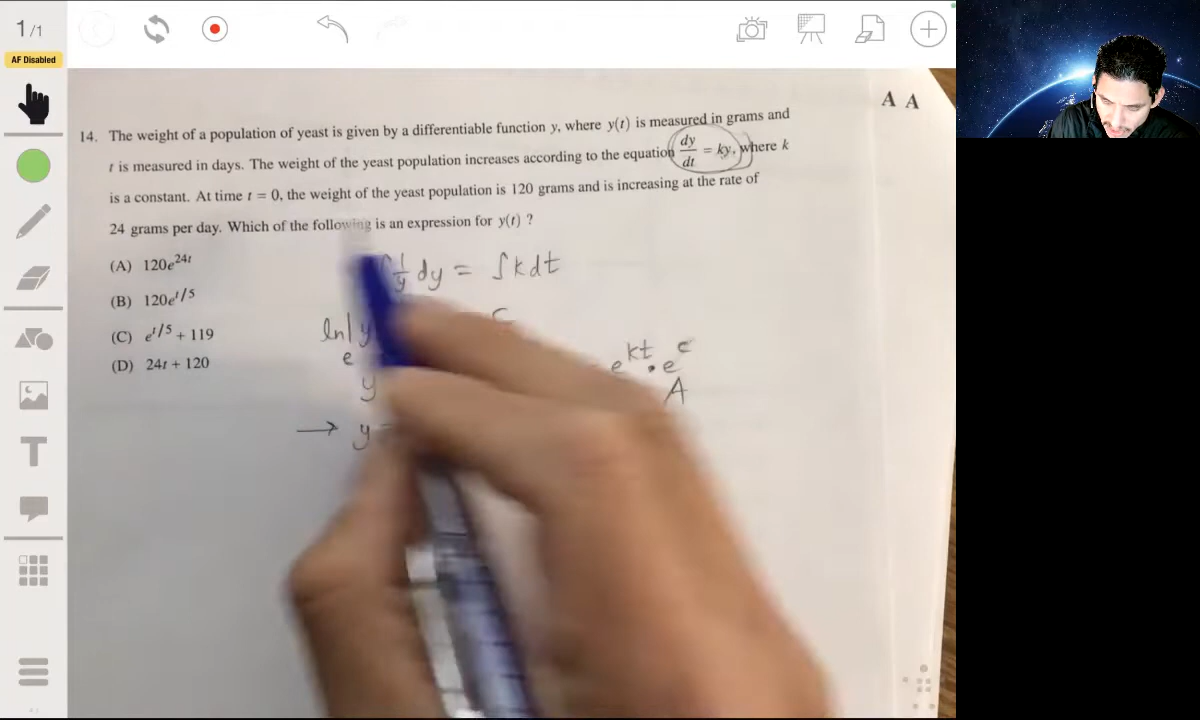 1/1
AF Disabled
T
A A
14. The weight of a population of yeast is given by a differentiable function y, where y(t) is measured in grams and
t is measured in days. The weight of the yeast population increases according to the equation dy/dt = ky, where k
is a constant. At time t = 0, the weight of the yeast population is 120 grams and is increasing at the rate of
24 grams per day. Which of the following is an expression for y(t) ?
(A) 120e^{24t}
(B) 120e^{t/5}
(C) e^{t/5} + 119
(D) 24t + 120
∫ 1/y dy = ∫ k dt
ln|y
e e^{kt} · e^c
y A
→ y =